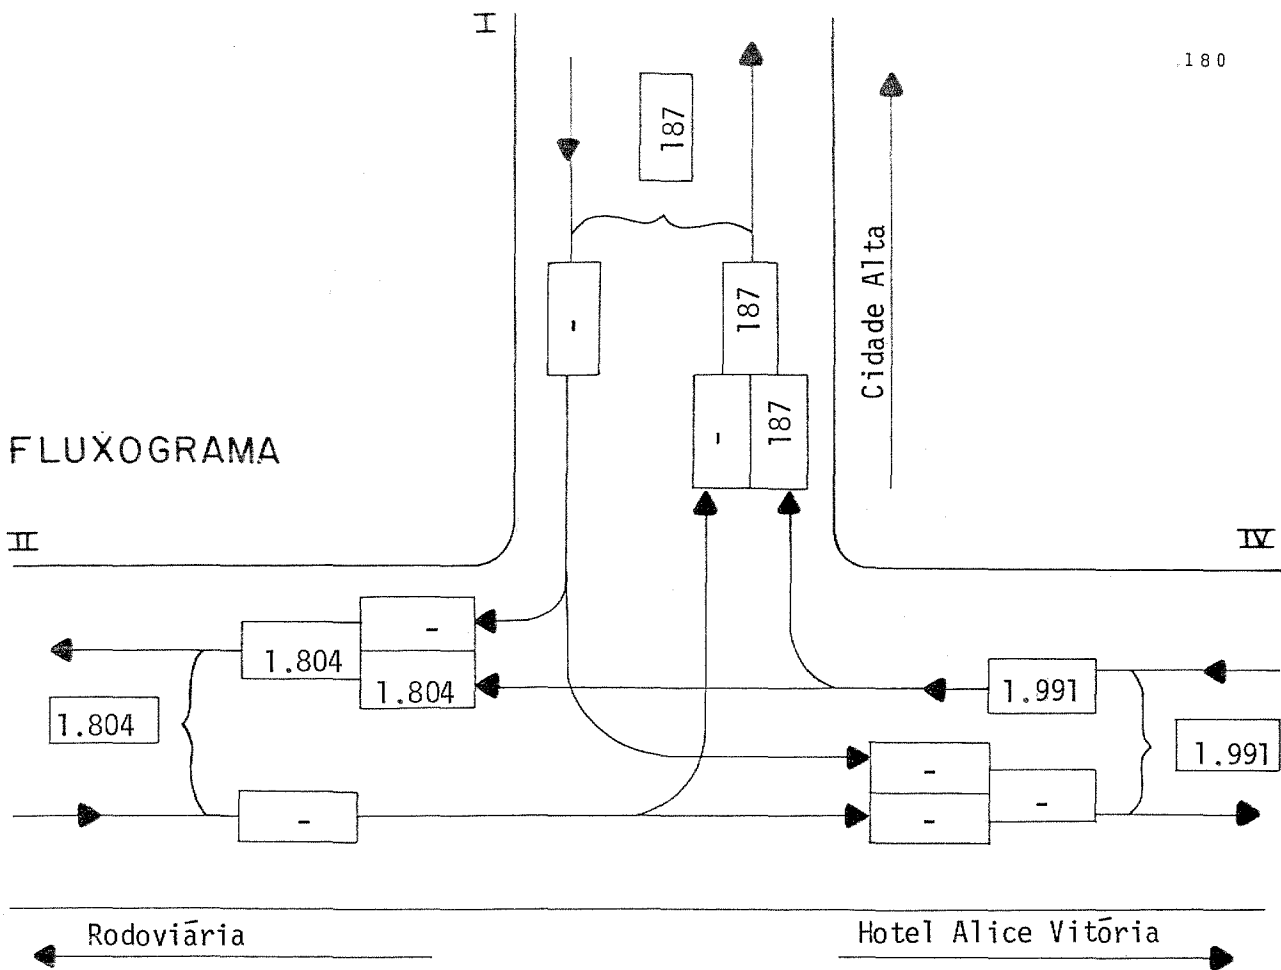 I
180
187
-
187
-
187
Cidade Alta
FLUXOGRAMA
II
IV
-
1.804
1.804
1.804
1.991
1.991
-
-
-
-
Rodoviária
Hotel Alice Vitória